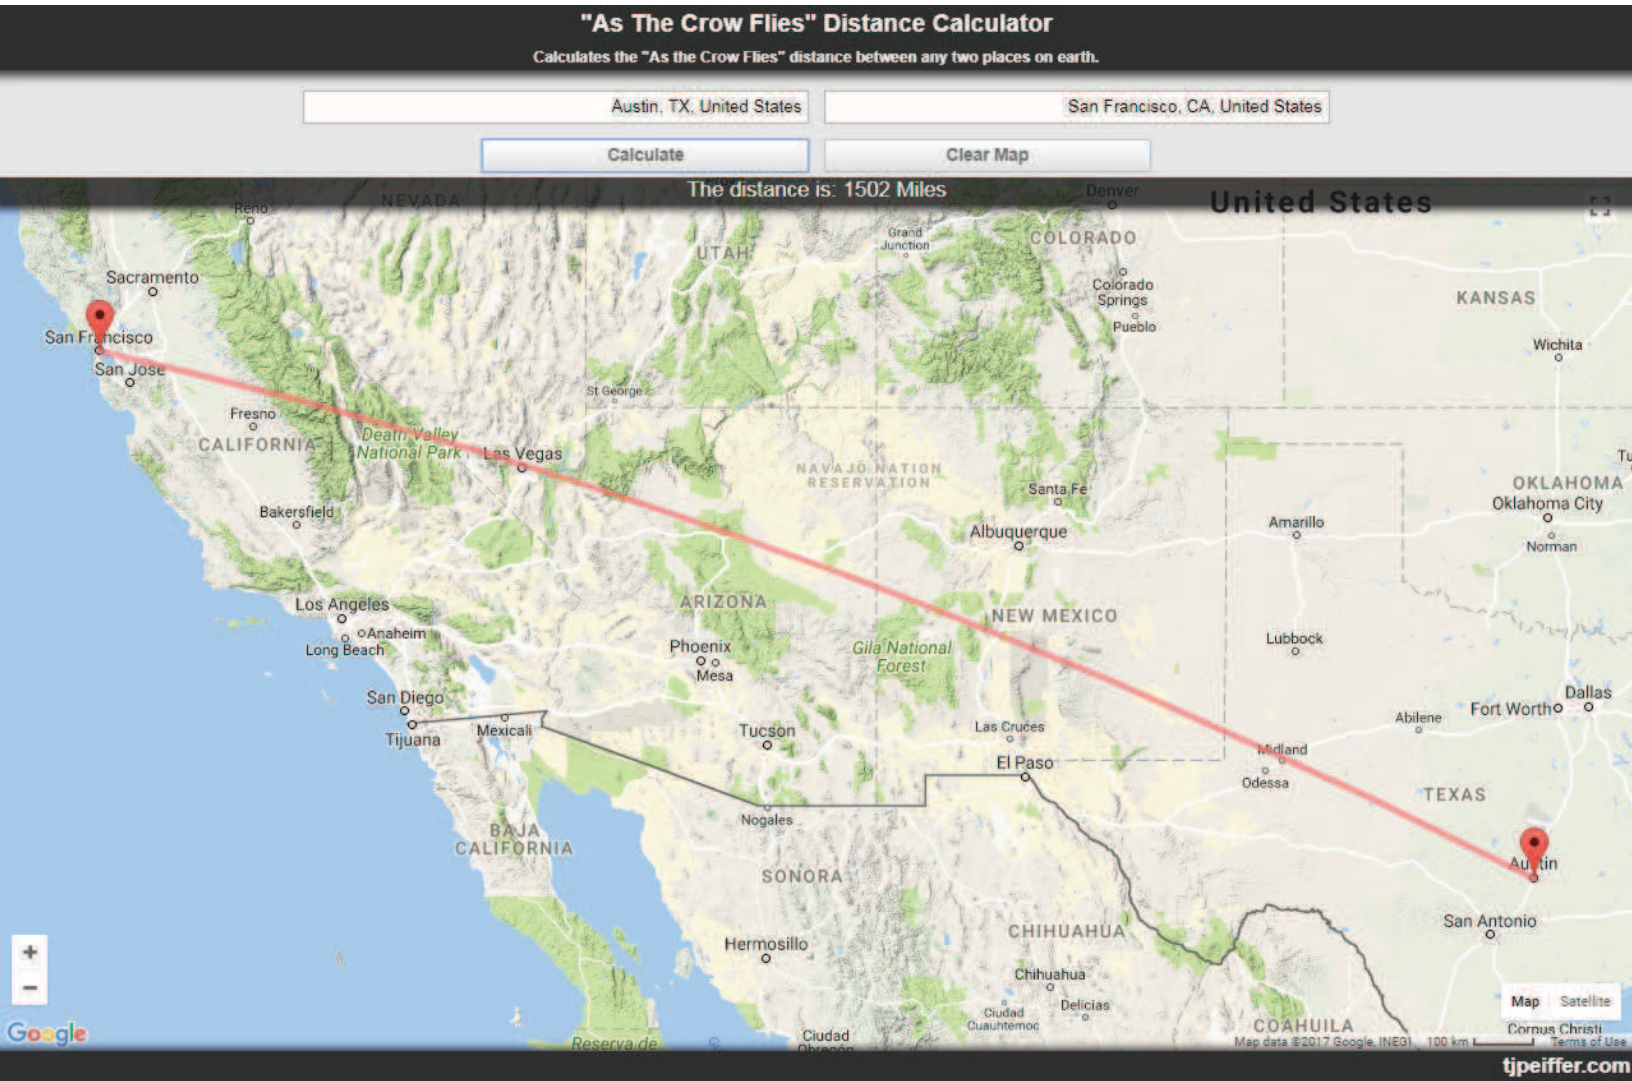 "As The Crow Flies" Distance Calculator
Calculates the "As the Crow Flies" distance between any two places on earth.
Austin, TX, United States
San Francisco, CA, United States
Calculate
Clear Map
The distance is: 1502 Miles
Denver
United States
Reno
NEVADA
UTAH
Grand
Junction
COLORADO
Sacramento
Colorado
Springs
Pueblo
KANSAS
San Francisco
San Jose
Wichita
St George
Fresno
CALIFORNIA
Death Valley
National Park
Las Vegas
NAVAJO NATION
RESERVATION
Santa Fe
Tu
OKLAHOMA
Oklahoma City
Bakersfield
Albuquerque
Amarillo
Norman
Los Angeles
Anaheim
Long Beach
ARIZONA
NEW MEXICO
Phoenix
Mesa
Gila National
Forest
Lubbock
San Diego
Tijuana
Mexicali
Tucson
Las Cruces
El Paso
Abilene
Fort Worth
Dallas
Midland
Odessa
TEXAS
Nogales
BAJA
CALIFORNIA
SONORA
Austin
San Antonio
CHIHUAHUA
Hermosillo
Chihuahua
Delicias
Ciudad
Cuauhtemoc
COAHUILA
+
−
Map
Satellite
Corpus Christi
Google
Reserva de
Ciudad
Obregón
Map data ©2017 Google, INEGI
100 km
Terms of Use
tjpeiffer.com